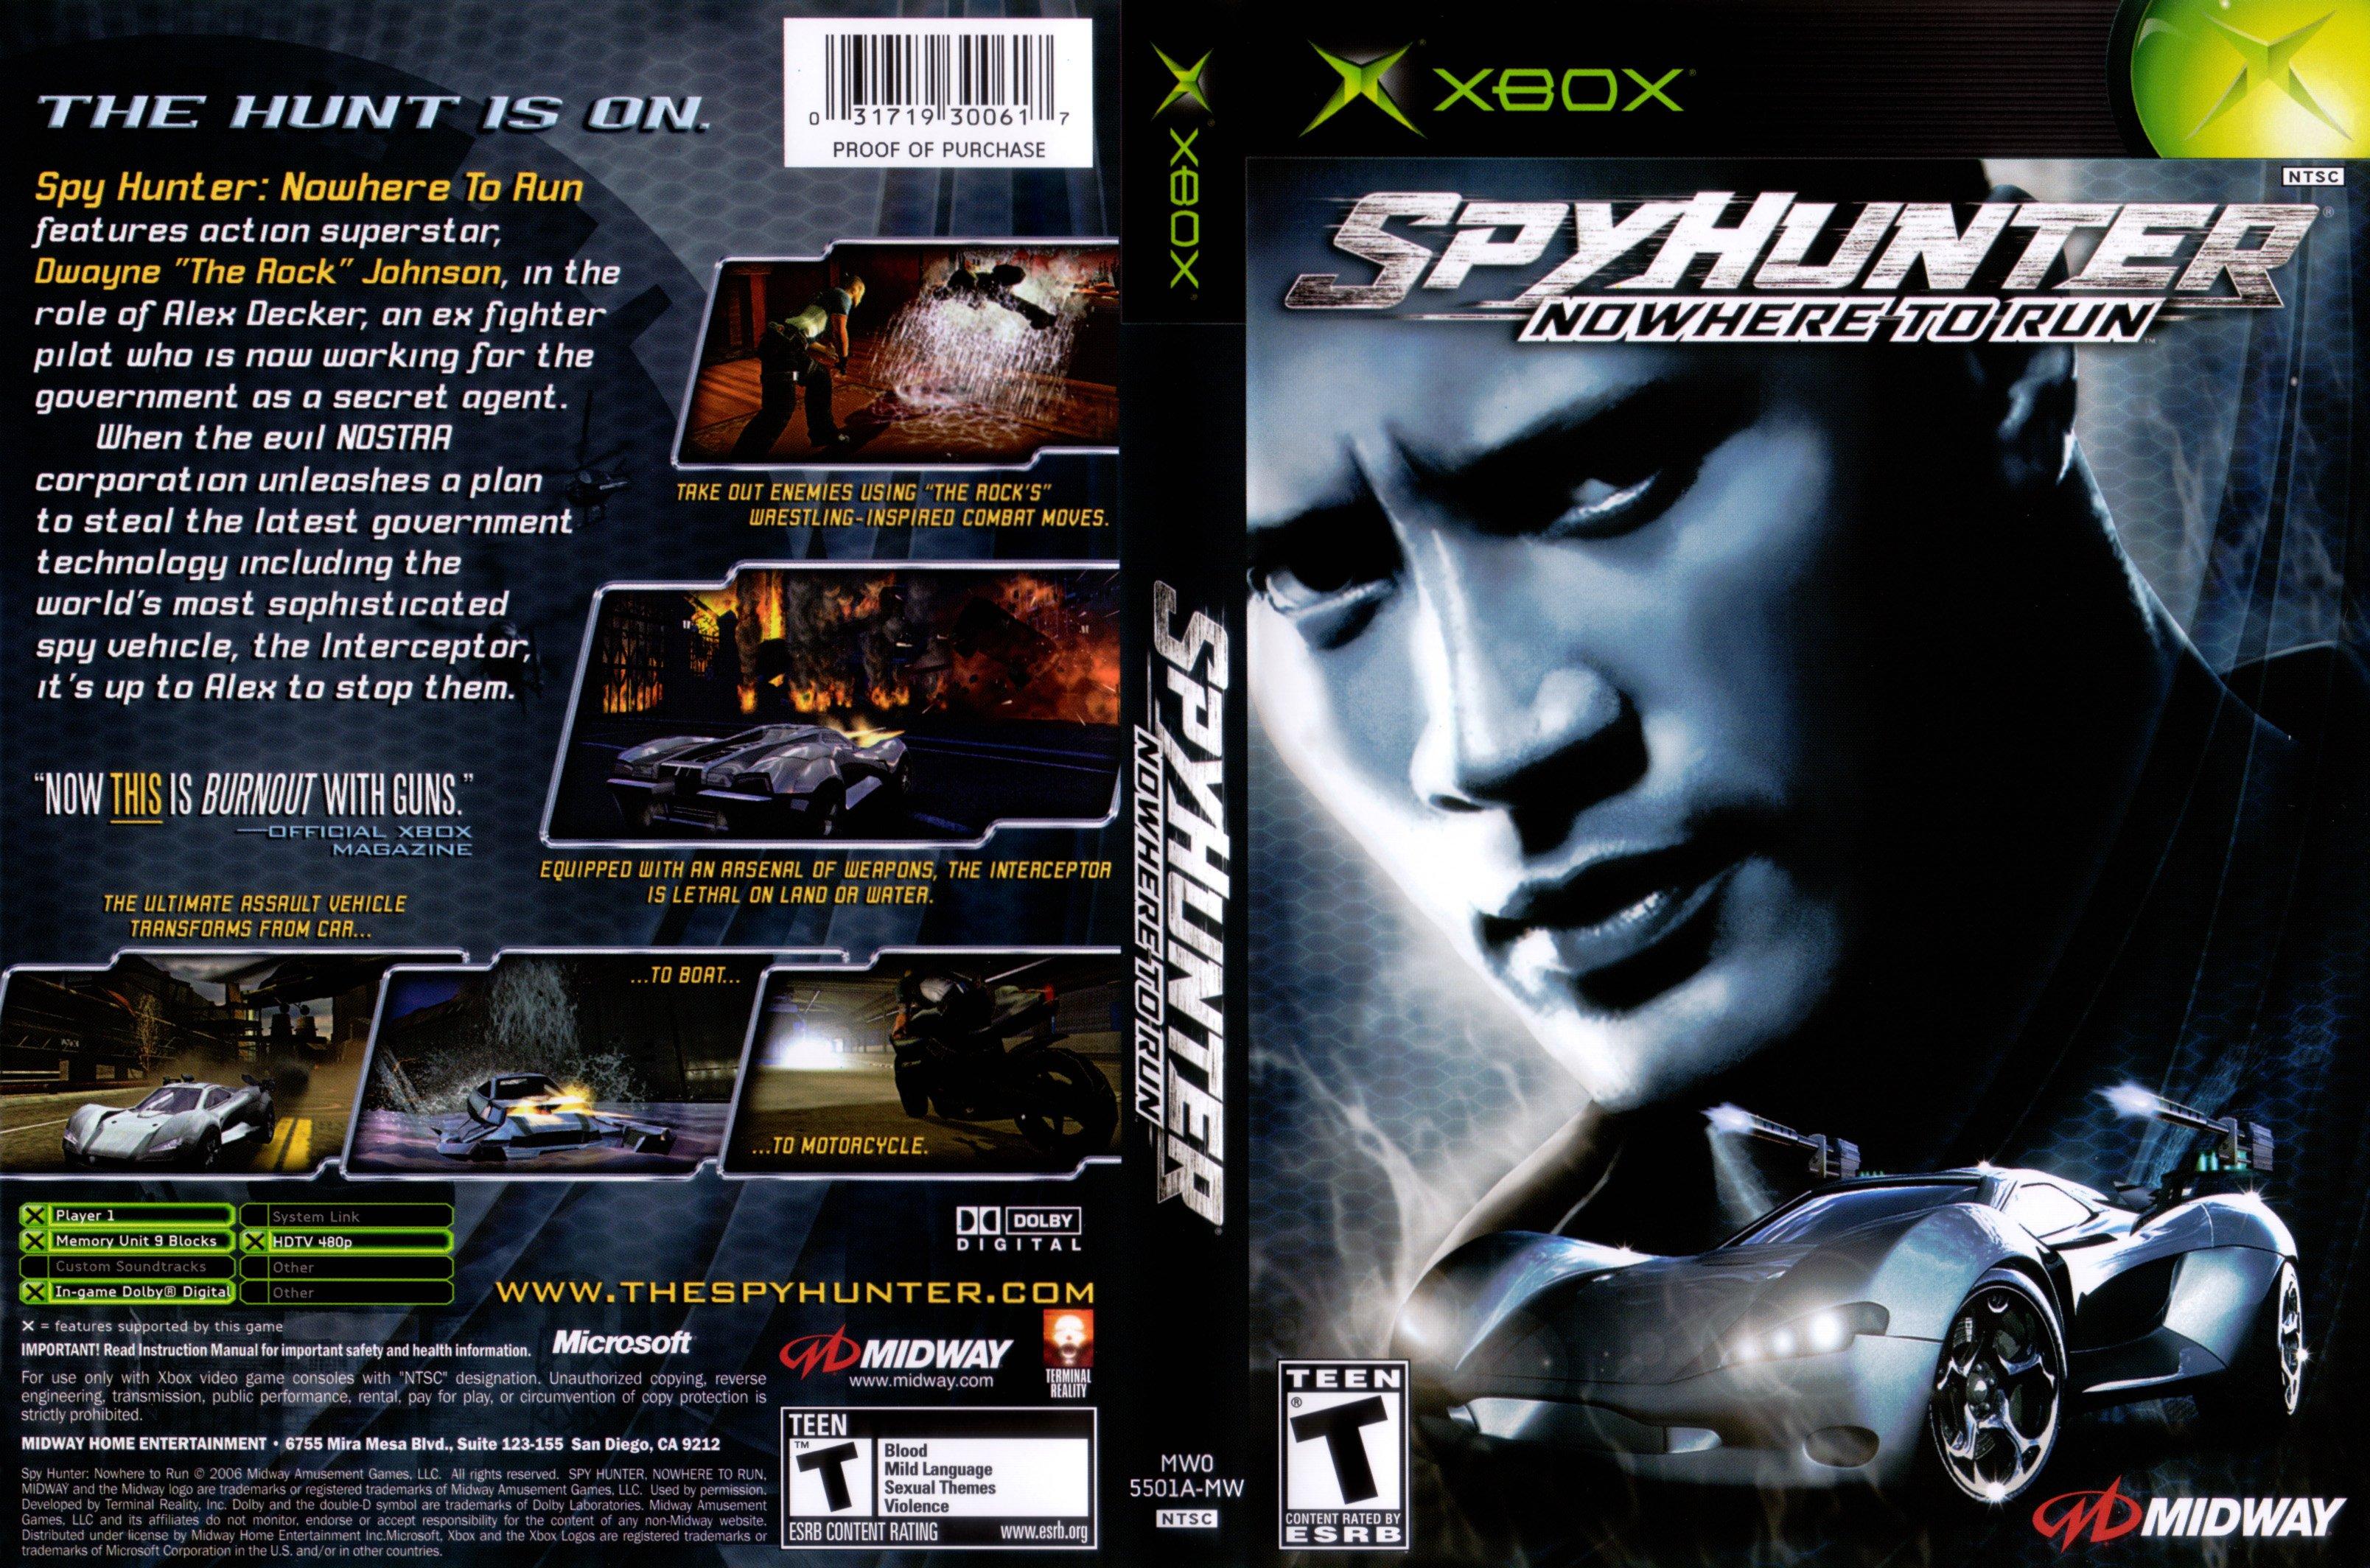 THE HUNT IS ON.
0 31719 30061 7
PROOF OF PURCHASE
Spy Hunter: Nowhere To Run
features action superstar,
Dwayne "The Rock" Johnson, in the
role of Alex Decker, an ex fighter
pilot who is now working for the
government as a secret agent.
When the evil NOSTRA
corporation unleashes a plan
to steal the latest government
technology including the
world's most sophisticated
spy vehicle, the Interceptor,
it's up to Alex to stop them.
TAKE OUT ENEMIES USING "THE ROCK'S"
WRESTLING-INSPIRED COMBAT MOVES.
"NOW THIS IS BURNOUT WITH GUNS."
—OFFICIAL XBOX
MAGAZINE
EQUIPPED WITH AN ARSENAL OF WEAPONS, THE INTERCEPTOR
IS LETHAL ON LAND OR WATER.
THE ULTIMATE ASSAULT VEHICLE
TRANSFORMS FROM CAR...
...TO BOAT...
...TO MOTORCYCLE.
Player 1
System Link
Memory Unit 9 Blocks
HDTV 480p
Custom Soundtracks
Other
In-game Dolby® Digital
Other
X = features supported by this game
DOLBY
DIGITAL
WWW.THESPYHUNTER.COM
IMPORTANT! Read Instruction Manual for important safety and health information.
Microsoft
MIDWAY
www.midway.com
TERMINAL
REALITY
For use only with Xbox video game consoles with "NTSC" designation. Unauthorized copying, reverse
engineering, transmission, public performance, rental, pay for play, or circumvention of copy protection is
strictly prohibited.
MIDWAY HOME ENTERTAINMENT • 6755 Mira Mesa Blvd., Suite 123-155 San Diego, CA 9212
Spy Hunter: Nowhere to Run © 2006 Midway Amusement Games, LLC. All rights reserved. SPY HUNTER, NOWHERE TO RUN,
MIDWAY and the Midway logo are trademarks or registered trademarks of Midway Amusement Games, LLC. Used by permission.
Developed by Terminal Reality, Inc. Dolby and the double-D symbol are trademarks of Dolby Laboratories. Midway Amusement
Games, LLC and its affiliates do not monitor, endorse or accept responsibility for the content of any non-Midway website.
Distributed under license by Midway Home Entertainment Inc.Microsoft, Xbox and the Xbox Logos are registered trademarks or
trademarks of Microsoft Corporation in the U.S. and/or in other countries.
TEEN
T™
Blood
Mild Language
Sexual Themes
Violence
ESRB CONTENT RATING www.esrb.org
XBOX
SPYHUNTER
NOWHERE TO RUN
MW0
5501A-MW
NTSC
XBOX®
NTSC
SPYHUNTER®
NOWHERE TO RUN™
TEEN
T®
CONTENT RATED BY
ESRB
MIDWAY